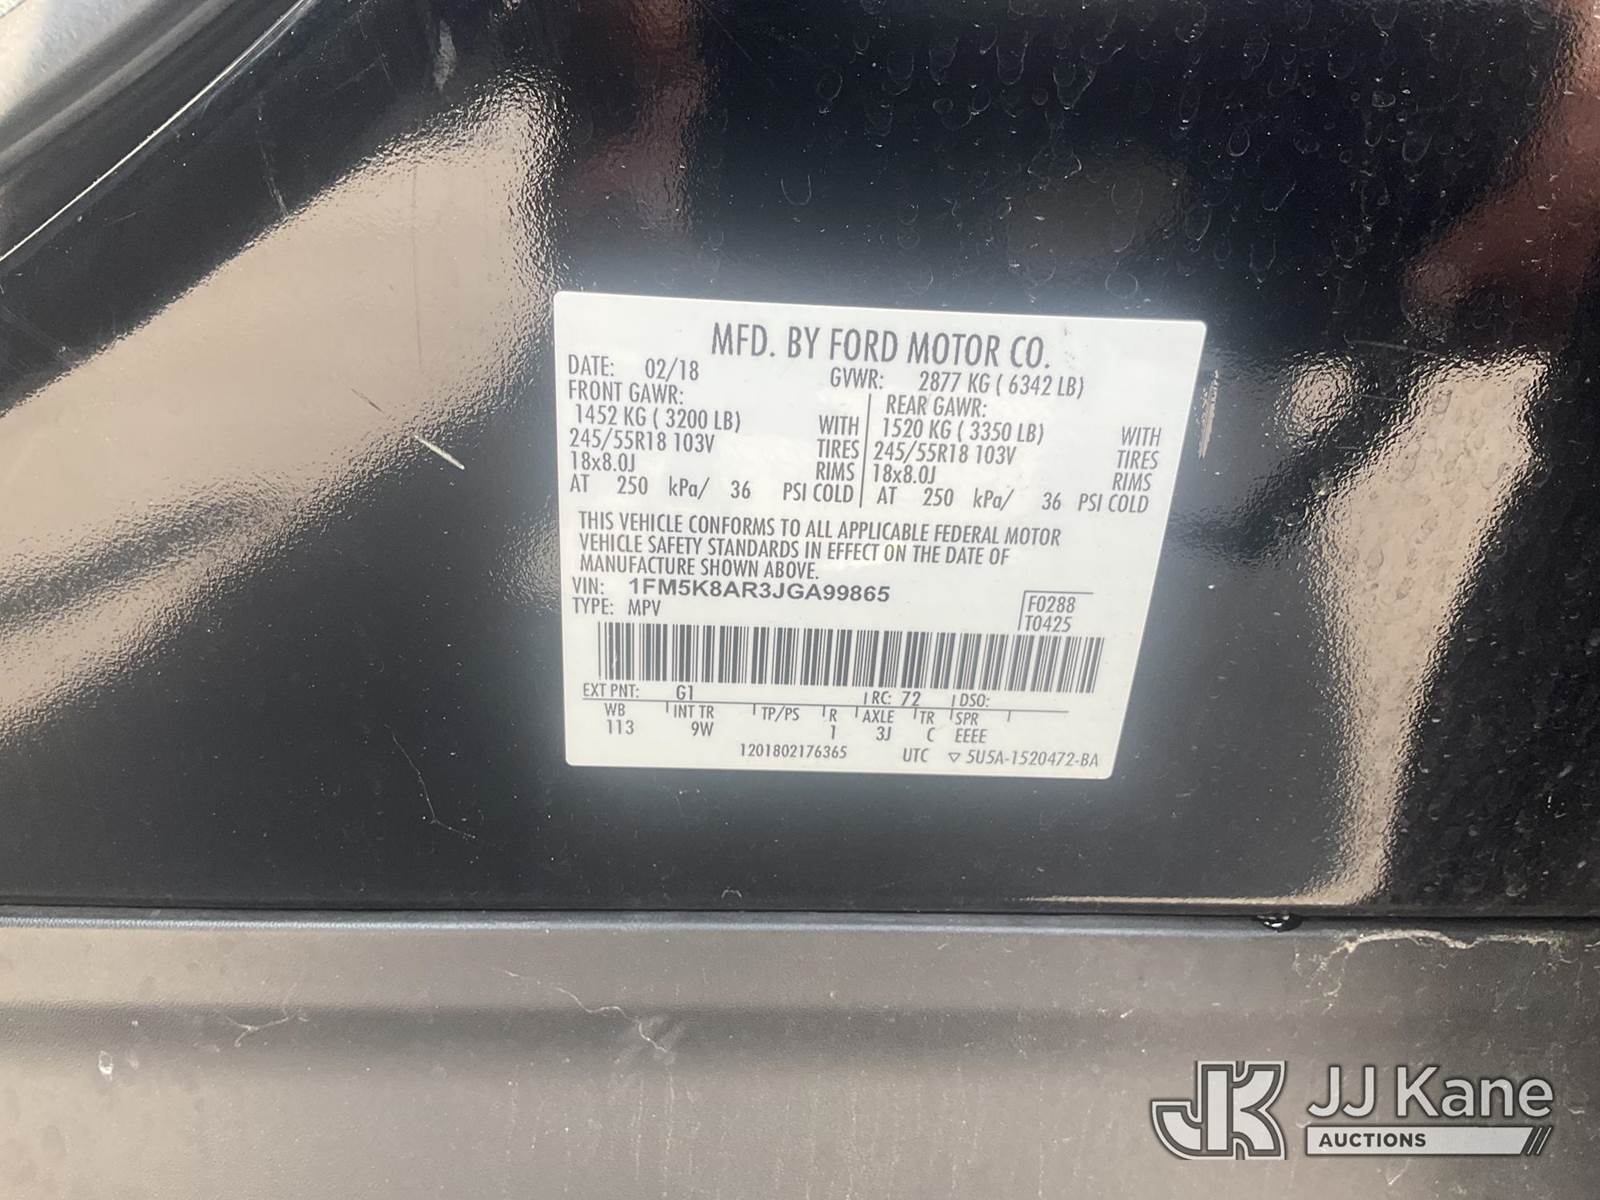 MFD. BY FORD MOTOR CO.
DATE: 02/18 GVWR: 2877 KG ( 6342 LB)
FRONT GAWR: REAR GAWR:
1452 KG ( 3200 LB) WITH 1520 KG ( 3350 LB) WITH
245/55R18 103V TIRES 245/55R18 103V TIRES
18x8.0J RIMS 18x8.0J RIMS
AT 250 kPa/ 36 PSI COLD AT 250 kPa/ 36 PSI COLD
THIS VEHICLE CONFORMS TO ALL APPLICABLE FEDERAL MOTOR
VEHICLE SAFETY STANDARDS IN EFFECT ON THE DATE OF
MANUFACTURE SHOWN ABOVE.
VIN: 1FM5K8AR3JGA99865
TYPE: MPV
F0288
T0425
EXT PNT: G1 RC: 72 DSO:
WB INT TR TP/PS R AXLE TR SPR
113 9W 1 3J C EEEE
1201802176365 UTC ▽ 5U5A-1520472-BA
JK JJ Kane
AUCTIONS